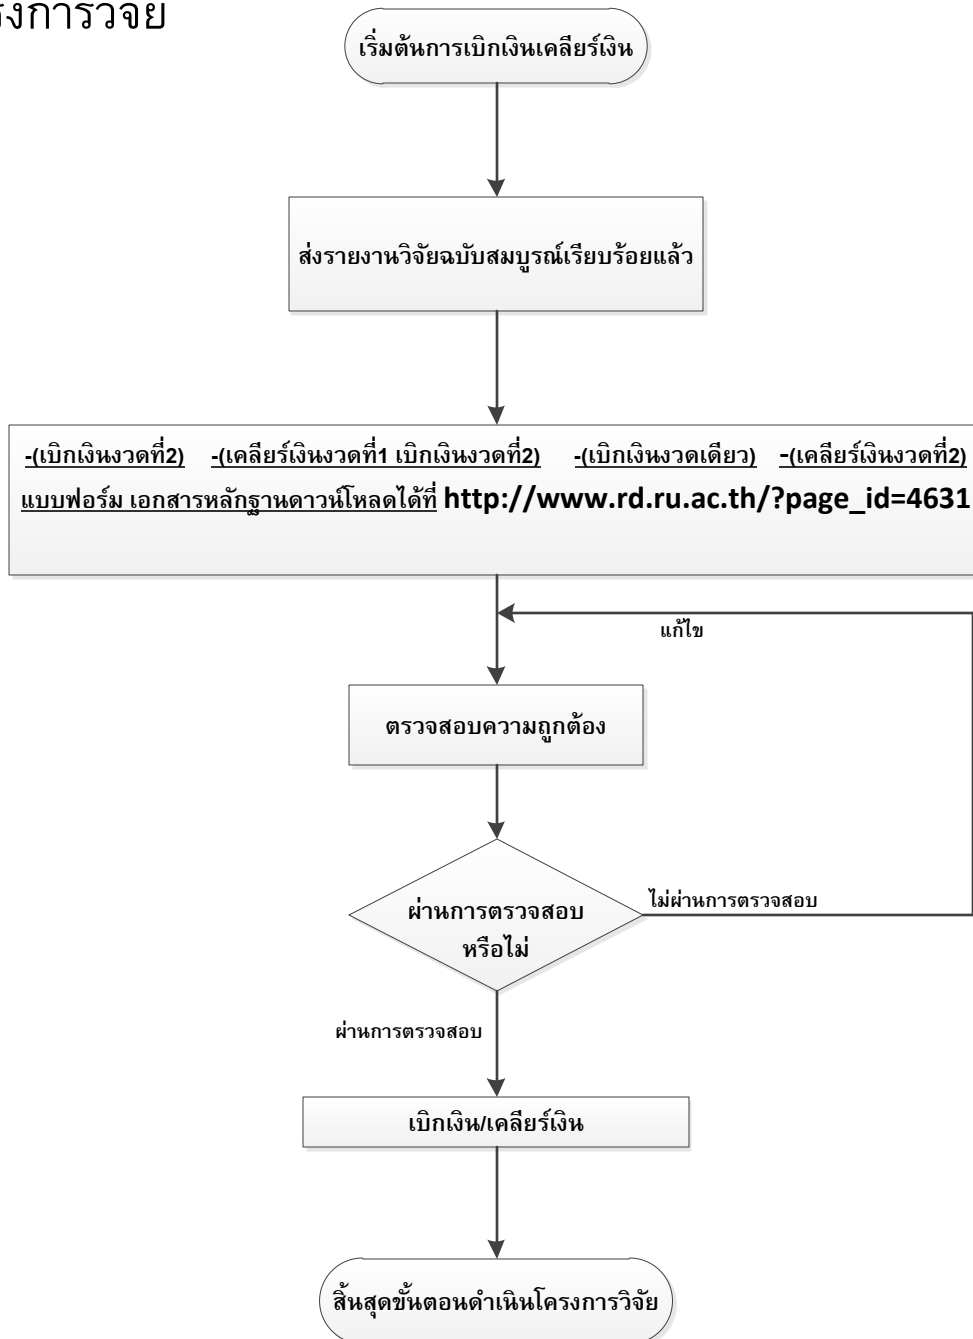 รงการวิจัย
เริ่มต้นการเบิกเงินเคลียร์เงิน
ส่งรายงานวิจัยฉบับสมบูรณ์เรียบร้อยแล้ว
-(เบิกเงินงวดที่2) -(เคลียร์เงินงวดที่1 เบิกเงินงวดที่2) -(เบิกเงินงวดเดียว) -(เคลียร์เงินงวดที่2)
แบบฟอร์ม เอกสารหลักฐานดาวน์โหลดได้ที่ http://www.rd.ru.ac.th/?page_id=4631
แก้ไข
ตรวจสอบความถูกต้อง
ผ่านการตรวจสอบ
หรือไม่
ไม่ผ่านการตรวจสอบ
ผ่านการตรวจสอบ
เบิกเงิน/เคลียร์เงิน
สิ้นสุดขั้นตอนดำเนินโครงการวิจัย